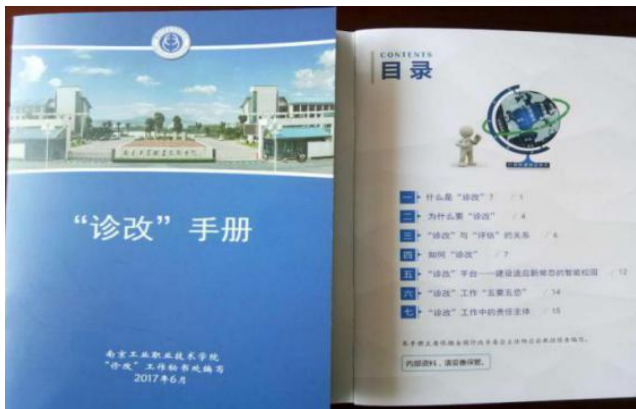 “诊改”手册
南京工业职业技术学院
“诊改”工作秘书处编写
2017年6月
CONTENTS
目录
一 什么是“诊改”？ / 1
二 为什么要“诊改” / 4
三 “诊改”与“评估”的关系 / 6
四 如何“诊改” / 7
五 “诊改”平台——建设适应新常态的智能校园 / 12
六 “诊改”工作“五要五忌” / 14
七 “诊改”工作中的责任主体 / 15
内部资料，请妥善保管。